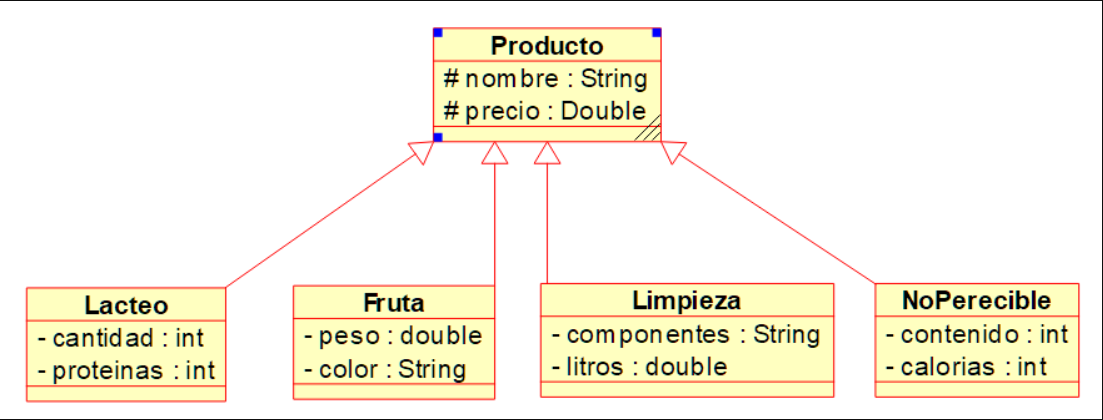 Producto
# nombre : String
# precio : Double
Lacteo
- cantidad : int
- proteinas : int
Fruta
- peso : double
- color : String
Limpieza
- componentes : String
- litros : double
NoPerecible
- contenido : int
- calorias : int